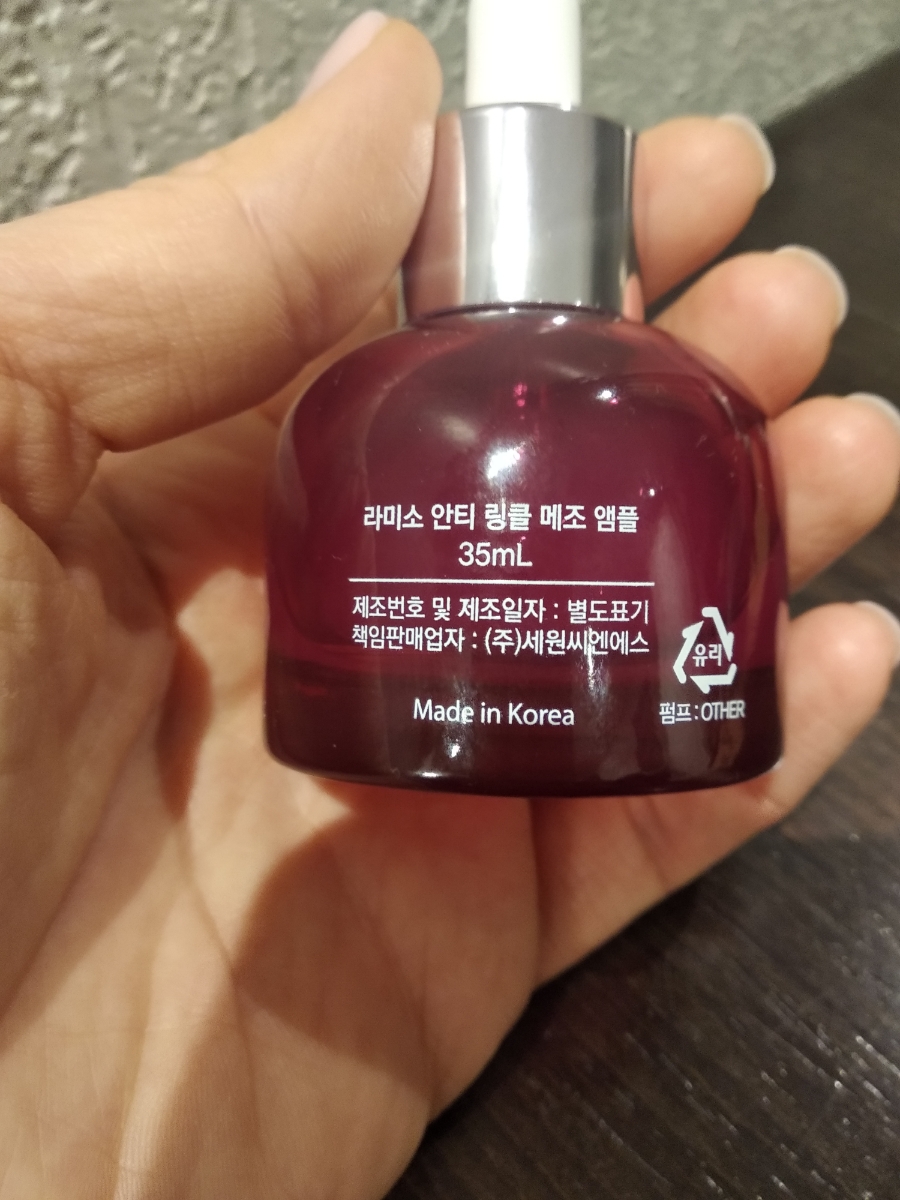 라미소 안티 링클 메조 앰플
35mL
제조번호 및 제조일자 : 별도표기
책임판매업자 : (주)세원씨엔에스
유리
Made in Korea
펌프 : OTHER